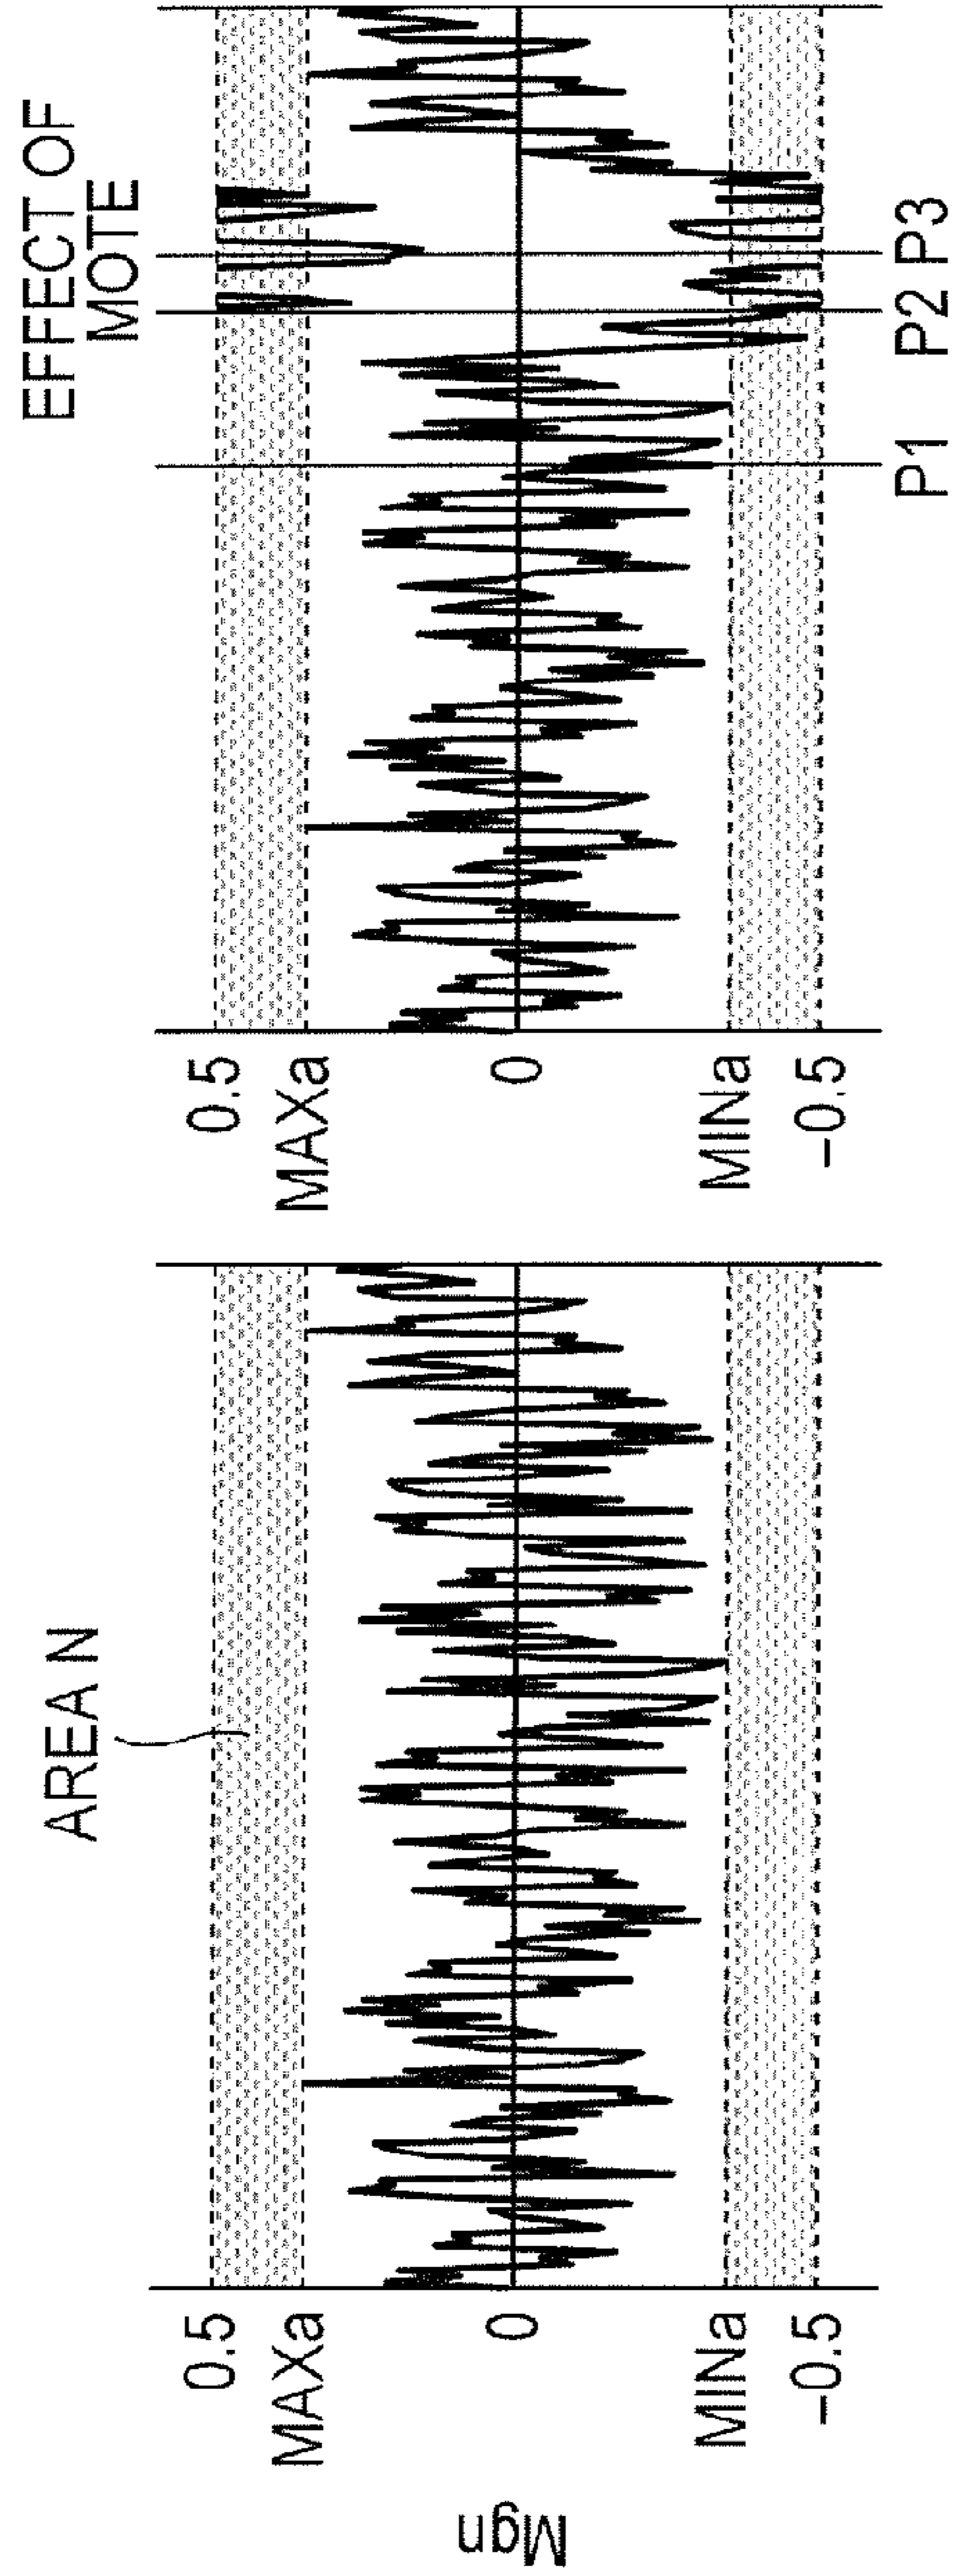 Mgn
0.5
MAXa
0
MINa
-0.5
AREA N
0.5
MAXa
0
MINa
-0.5
EFFECT OF
MOTE
P1
P2
P3